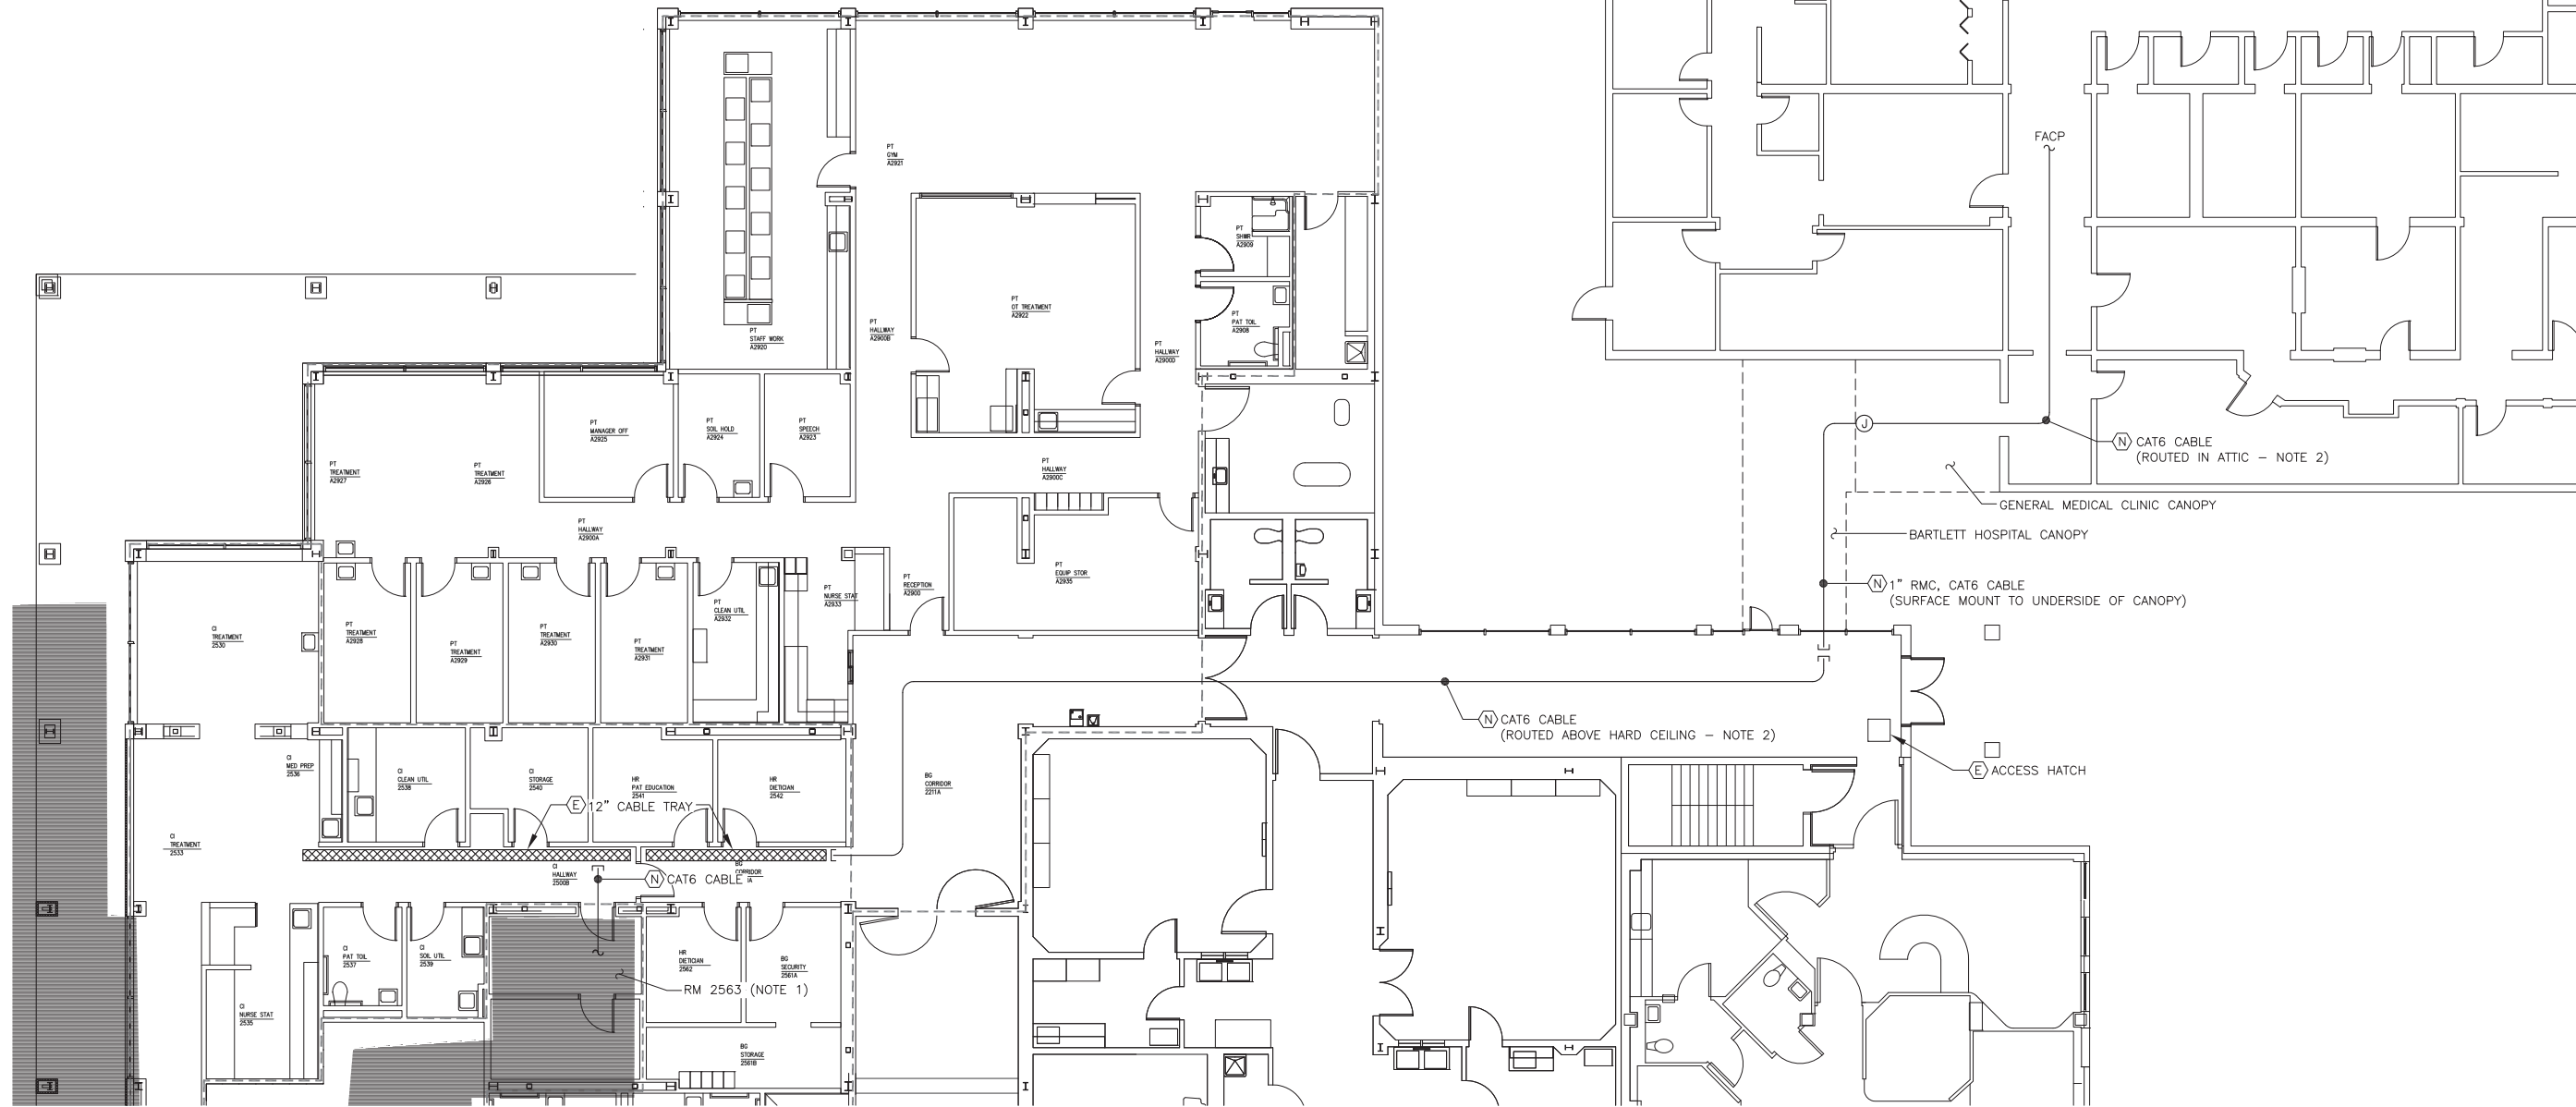 PT
GYM
A2921
FACP
PT
SHWR
A2909
PT
OT TREATMENT
A2922
PT
PAT TOIL
A2908
PT
STAFF WORK
A2920
PT
HALLWAY
A2900B
PT
HALLWAY
A2900D
PT
MANAGER OFF
A2925
PT
SOIL HOLD
A2924
PT
SPEECH
A2923
J
N CAT6 CABLE
(ROUTED IN ATTIC – NOTE 2)
PT
TREATMENT
A2927
PT
TREATMENT
A2926
PT
HALLWAY
A2900C
GENERAL MEDICAL CLINIC CANOPY
PT
HALLWAY
A2900A
BARTLETT HOSPITAL CANOPY
PT
EQUIP STOR
A2935
PT
RECEPTION
A2900
PT
NURSE STAT
A2933
PT
CLEAN UTIL
A2932
N 1" RMC, CAT6 CABLE
(SURFACE MOUNT TO UNDERSIDE OF CANOPY)
CI
TREATMENT
2530
PT
TREATMENT
A2928
PT
TREATMENT
A2929
PT
TREATMENT
A2930
PT
TREATMENT
A2931
N CAT6 CABLE
(ROUTED ABOVE HARD CEILING – NOTE 2)
CI
MED PREP
2536
CI
CLEAN UTIL
2538
CI
STORAGE
2540
HR
PAT EDUCATION
2541
HR
DIETICIAN
2542
BG
CORRIDOR
2211A
E ACCESS HATCH
E 12" CABLE TRAY
CI
TREATMENT
2533
CI
HALLWAY
2500B
BG
CORRIDOR
N CAT6 CABLE
CI
PAT TOIL
2537
CI
SOIL UTIL
2539
HR
DIETICIAN
2562
BG
SECURITY
2561A
RM 2563 (NOTE 1)
CI
NURSE STAT
2535
BG
STORAGE
2561B